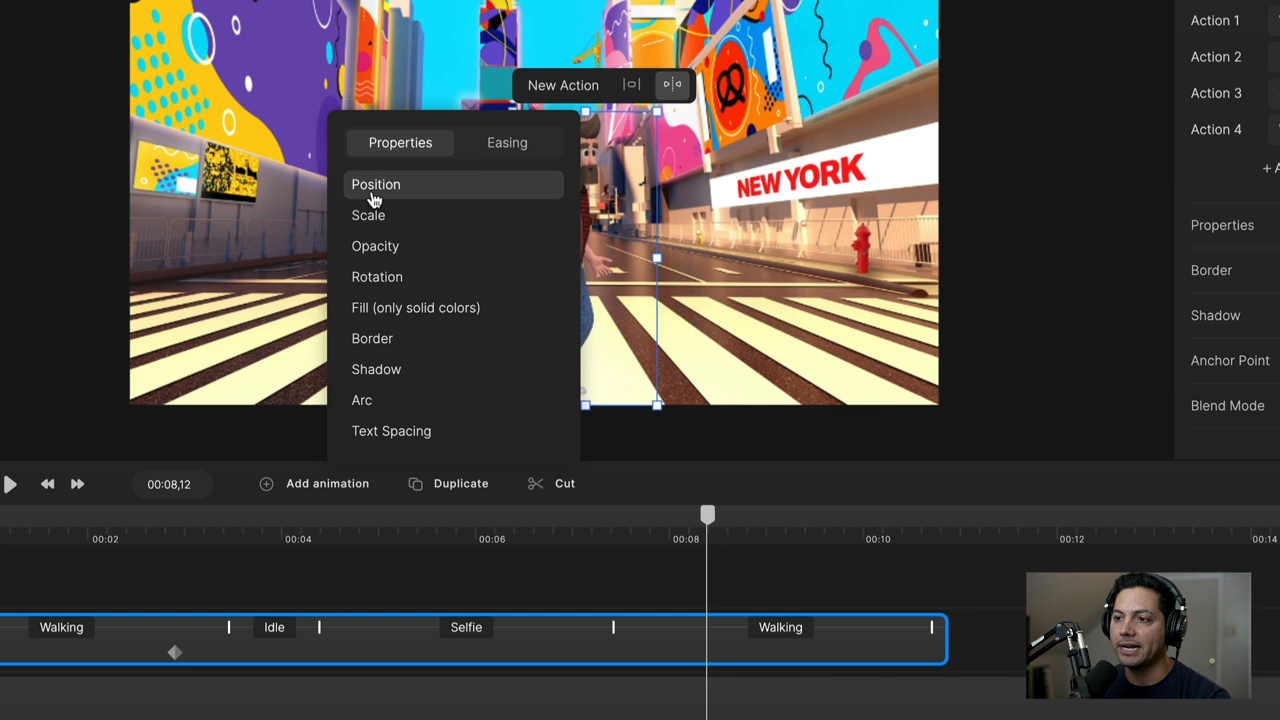 Action 1
New Action
Action 2
Action 3
Action 4
Properties
Easing
Position
NEW YORK
Scale
Properties
Opacity
Border
Rotation
Fill (only solid colors)
Shadow
Border
Anchor Point
Shadow
Arc
Blend Mode
Text Spacing
00:08,12
Add animation
Duplicate
Cut
00:02
00:04
00:06
00:08
00:10
00:12
00:14
Walking
Idle
Selfie
Walking